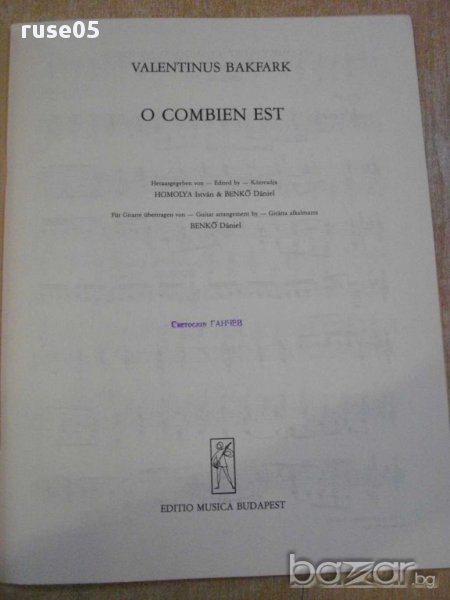 ruse05
VALENTINUS BAKFARK
O COMBIEN EST
Herausgegeben von — Edited by — Közreadja
HOMOLYA István & BENKŐ Dániel
Für Gitarre übertragen von — Guitar arrangement by — Gitárra alkalmazta
BENKŐ Dániel
Светослав ГАНЧЕВ
EDITIO MUSICA BUDAPEST
bazar.bg